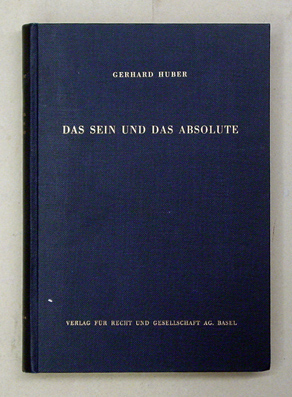 GERHARD HUBER
DAS SEIN UND DAS ABSOLUTE
VERLAG FÜR RECHT UND GESELLSCHAFT AG. BASEL